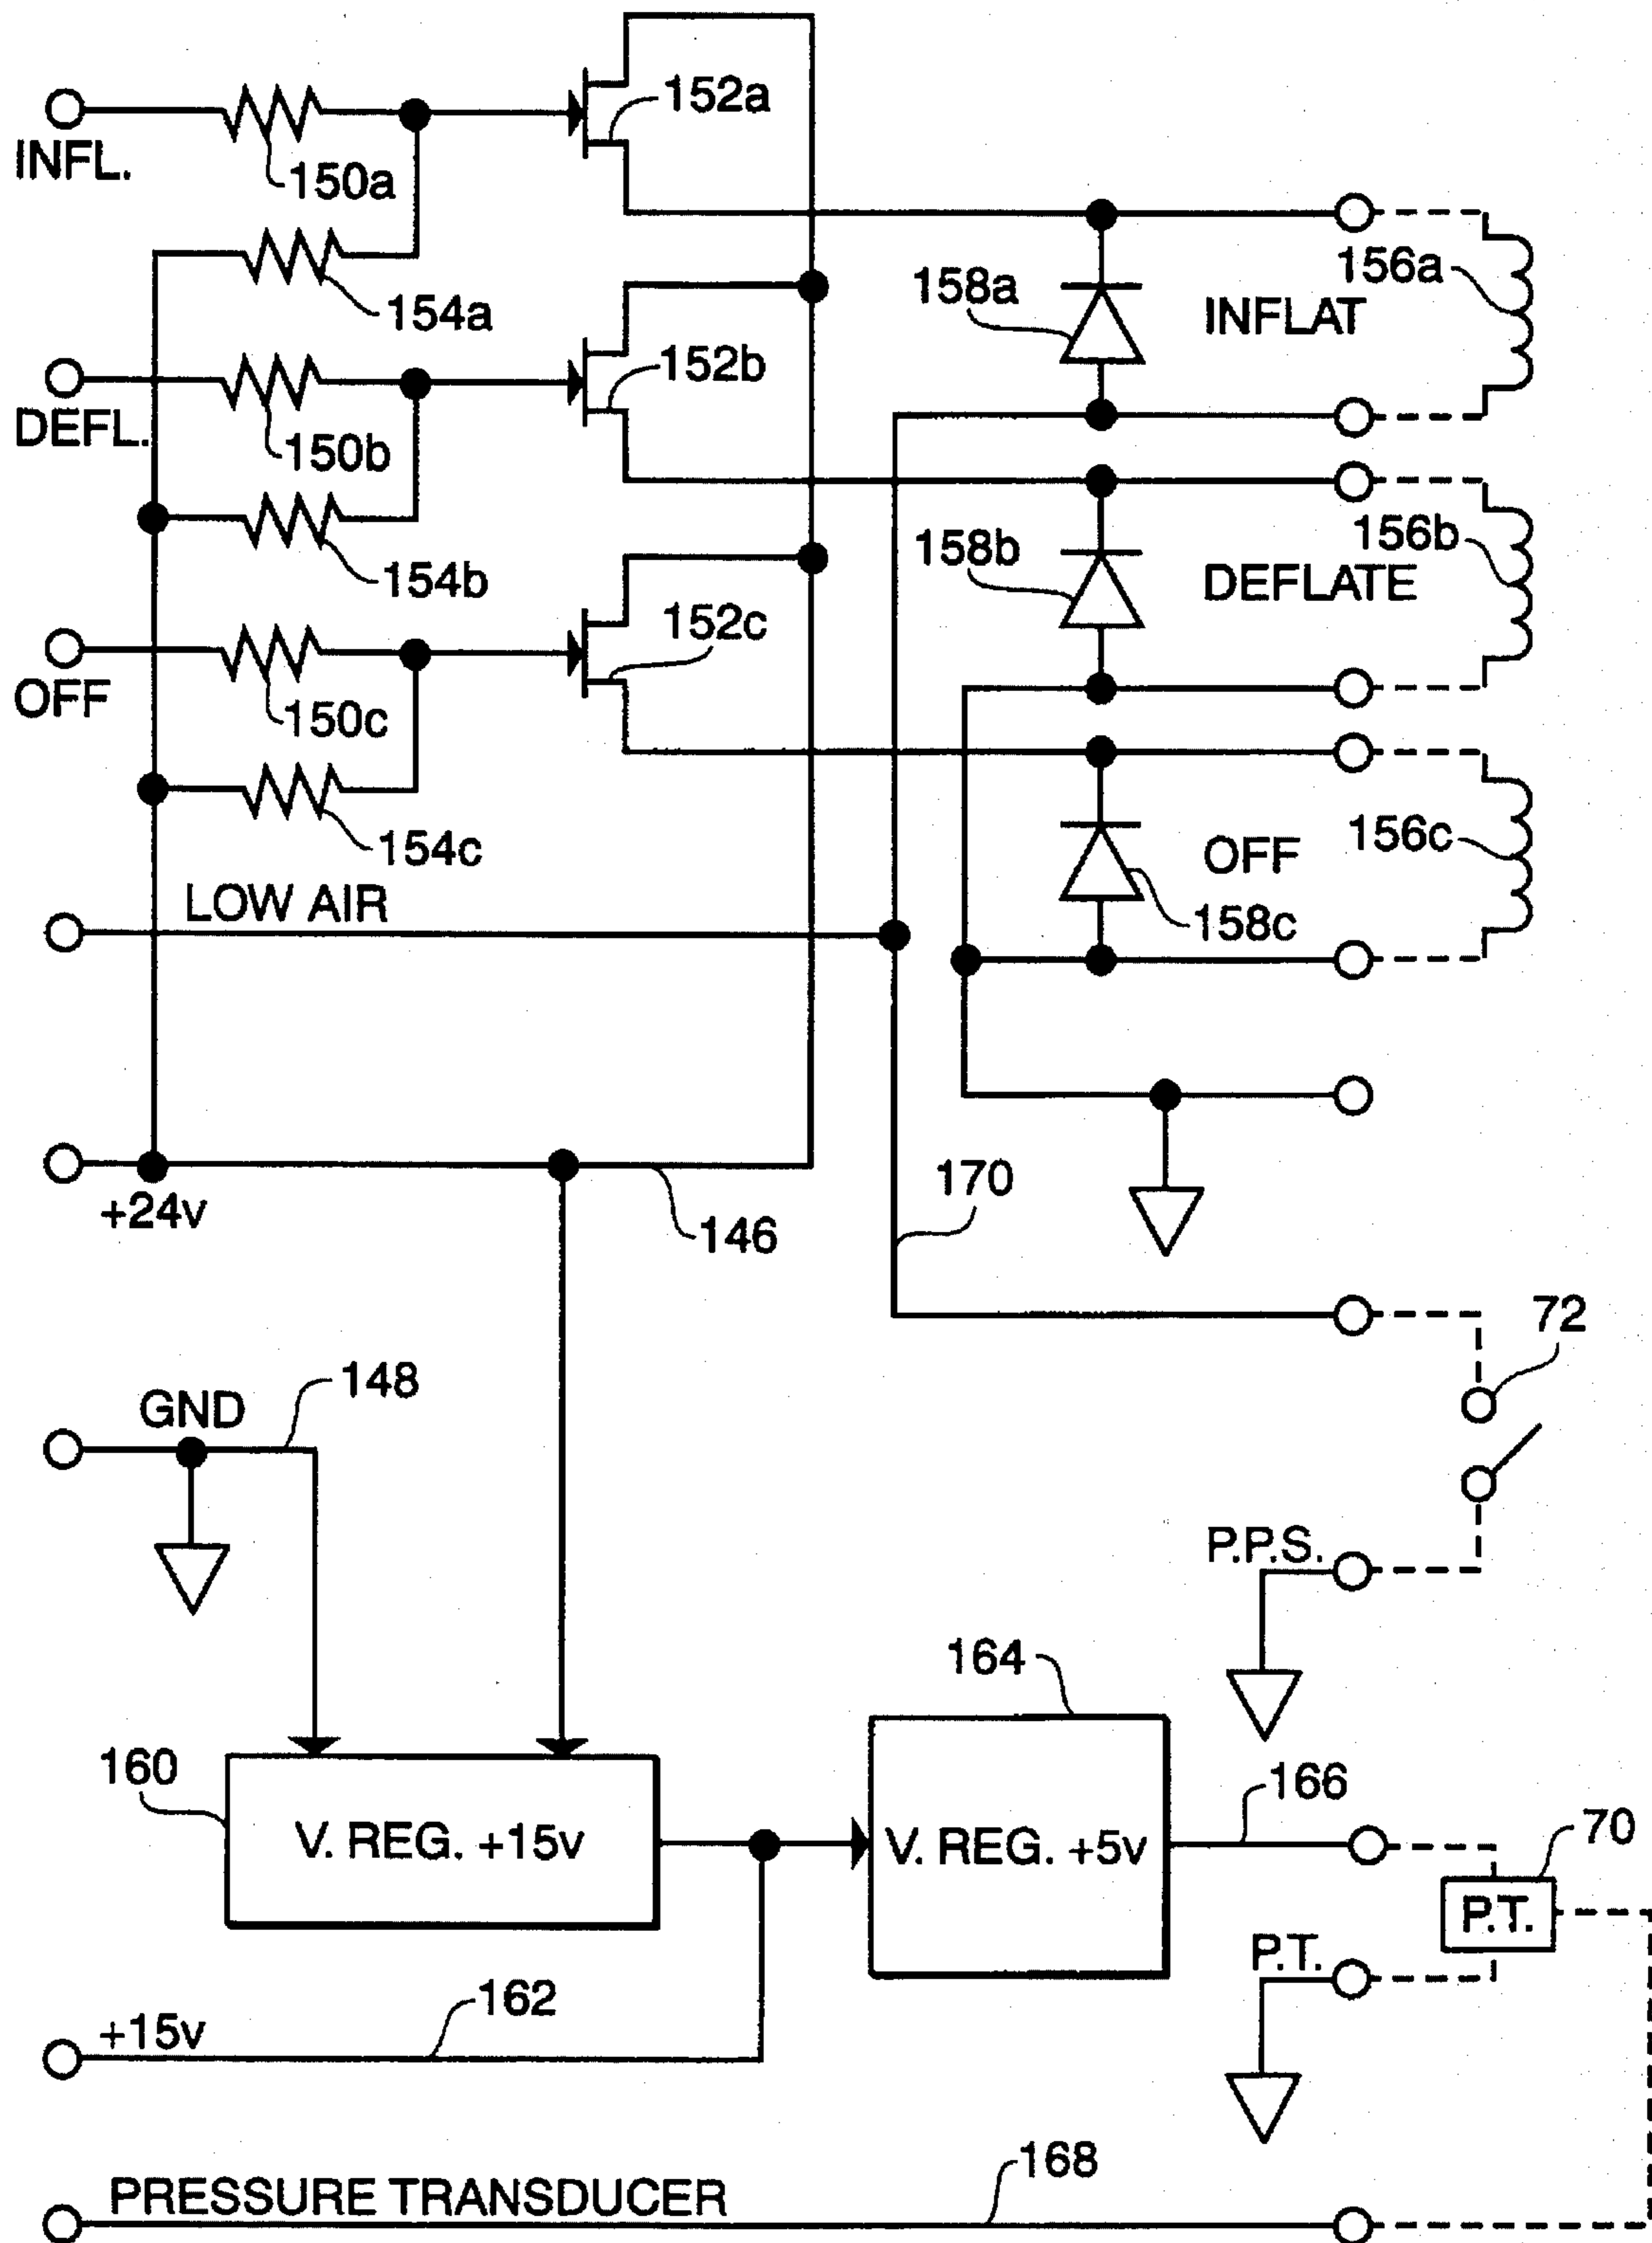 152a
INFL.
150a
156a
158a
INFLAT
154a
152b
DEFL.
150b
156b
158b
DEFLATE
154b
152c
OFF
150c
156c
OFF
154c
LOW AIR
158c
170
+24v
146
72
148
GND
P.P.S.
164
160
166
V. REG. +15v
V. REG. +5v
70
P.T.
P.T.
162
+15v
168
PRESSURE TRANSDUCER